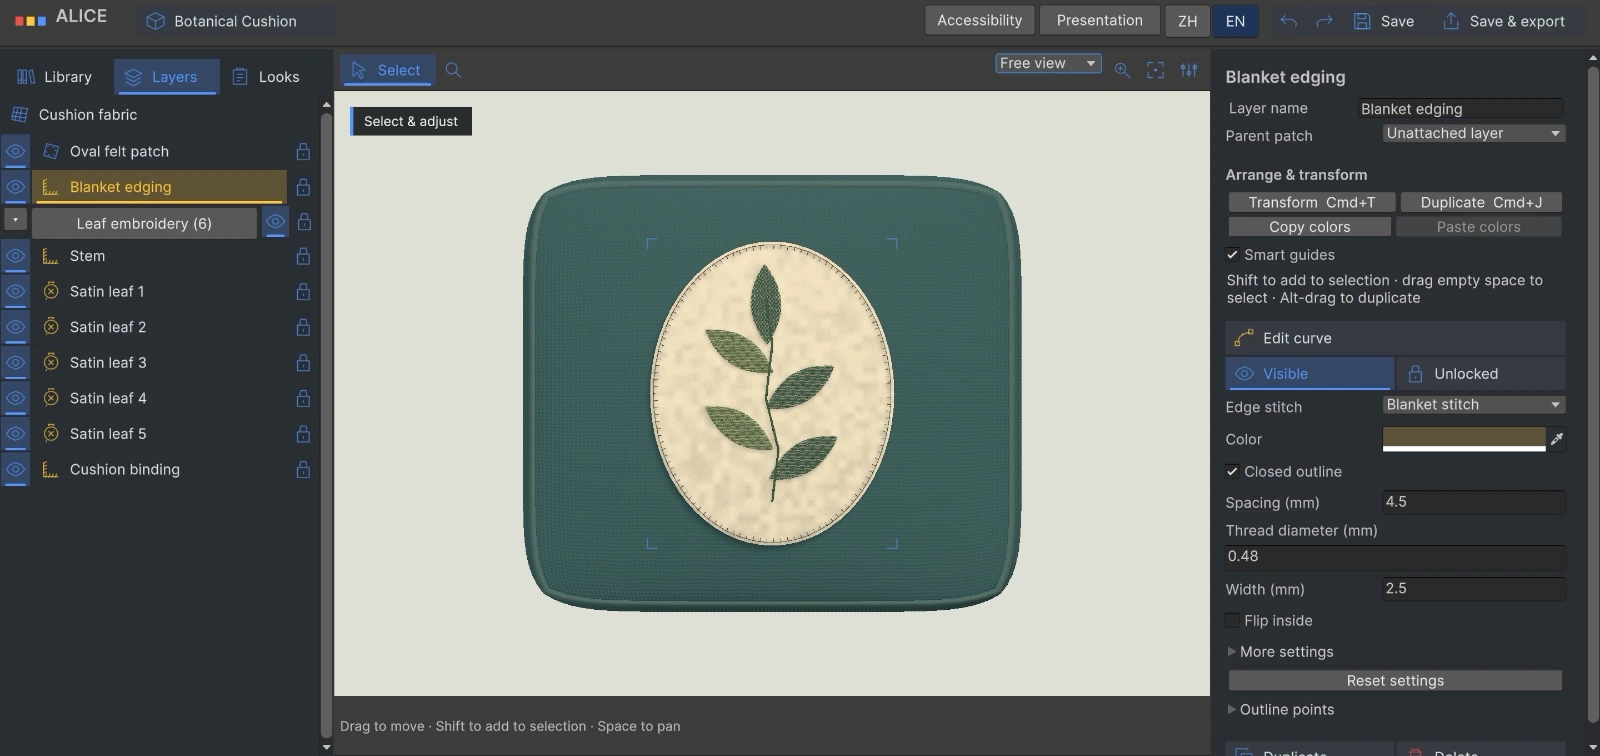 ALICE
Botanical Cushion
Accessibility
Presentation
ZH
EN
Save
Save & export
Library
Layers
Looks
Cushion fabric
Oval felt patch
Blanket edging
Leaf embroidery (6)
Stem
Satin leaf 1
Satin leaf 2
Satin leaf 3
Satin leaf 4
Satin leaf 5
Cushion binding
Select
Free view
Select & adjust
Drag to move · Shift to add to selection · Space to pan
Blanket edging
Layer name Blanket edging
Parent patch Unattached layer
Arrange & transform
Transform Cmd+T Duplicate Cmd+J
Copy colors Paste colors
Smart guides
Shift to add to selection · drag empty space to
select · Alt-drag to duplicate
Edit curve
Visible Unlocked
Edge stitch Blanket stitch
Color
Closed outline
Spacing (mm) 4.5
Thread diameter (mm)
0.48
Width (mm) 2.5
Flip inside
More settings
Reset settings
Outline points
Duplicate Delete